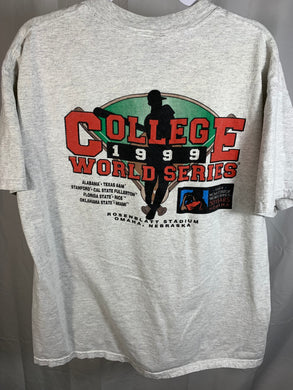 COLLEGE
1999
WORLD SERIES
ALABAMA • TEXAS A&M
STANFORD • CAL STATE FULLERTON
FLORIDA STATE • RICE
OKLAHOMA STATE • MIAMI
ROSENBLATT STADIUM
OMAHA, NEBRASKA